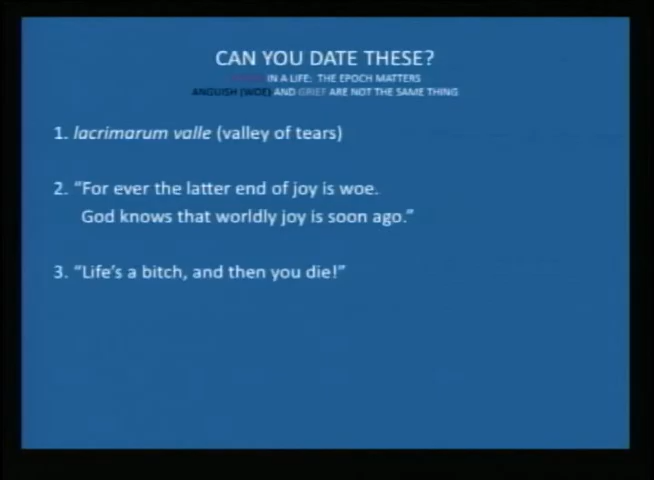 CAN YOU DATE THESE?
IN A LIFE: THE EPOCH MATTERS
ANGUISH (WOE) AND GRIEF ARE NOT THE SAME THING
1. lacrimarum valle (valley of tears)
2. “For ever the latter end of joy is woe.
God knows that worldly joy is soon ago.”
3. “Life’s a bitch, and then you die!”